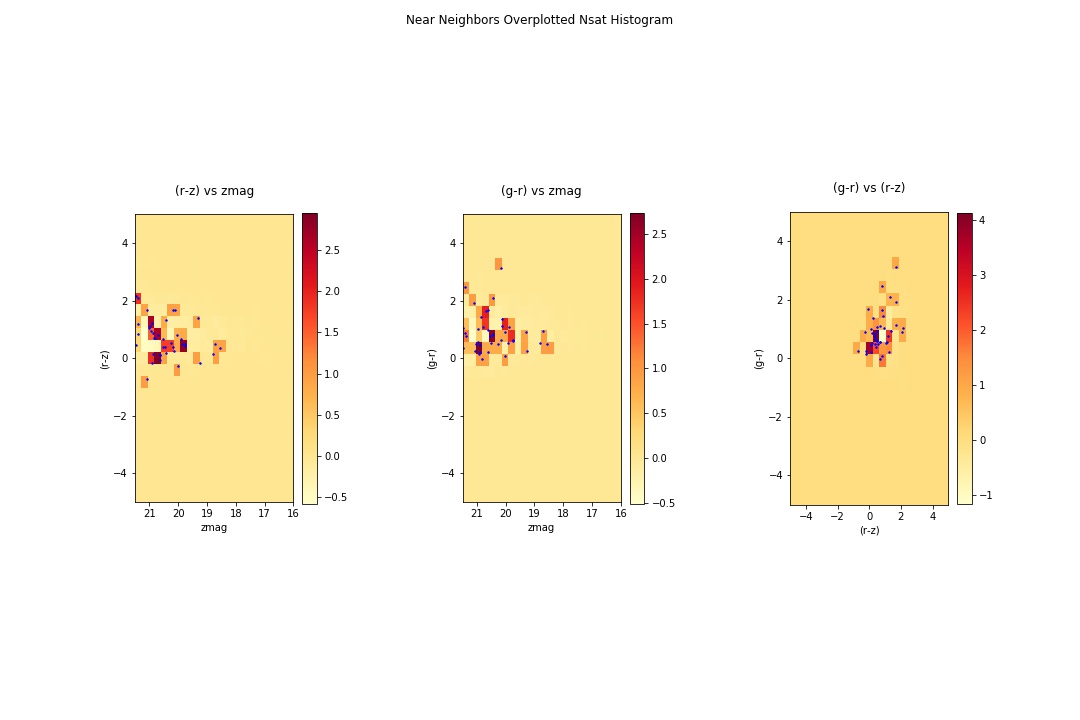 Near Neighbors Overplotted Nsat Histogram
(r-z) vs zmag
(g-r) vs zmag
(g-r) vs (r-z)
4
2
0
−2
−4
(r-z)
21 20 19 18 17 16
zmag
2.5
2.0
1.5
1.0
0.5
0.0
−0.5
4
2
0
−2
−4
(g-r)
21 20 19 18 17 16
zmag
2.5
2.0
1.5
1.0
0.5
0.0
−0.5
4
2
0
−2
−4
(g-r)
−4 −2 0 2 4
(r-z)
4
3
2
1
0
−1